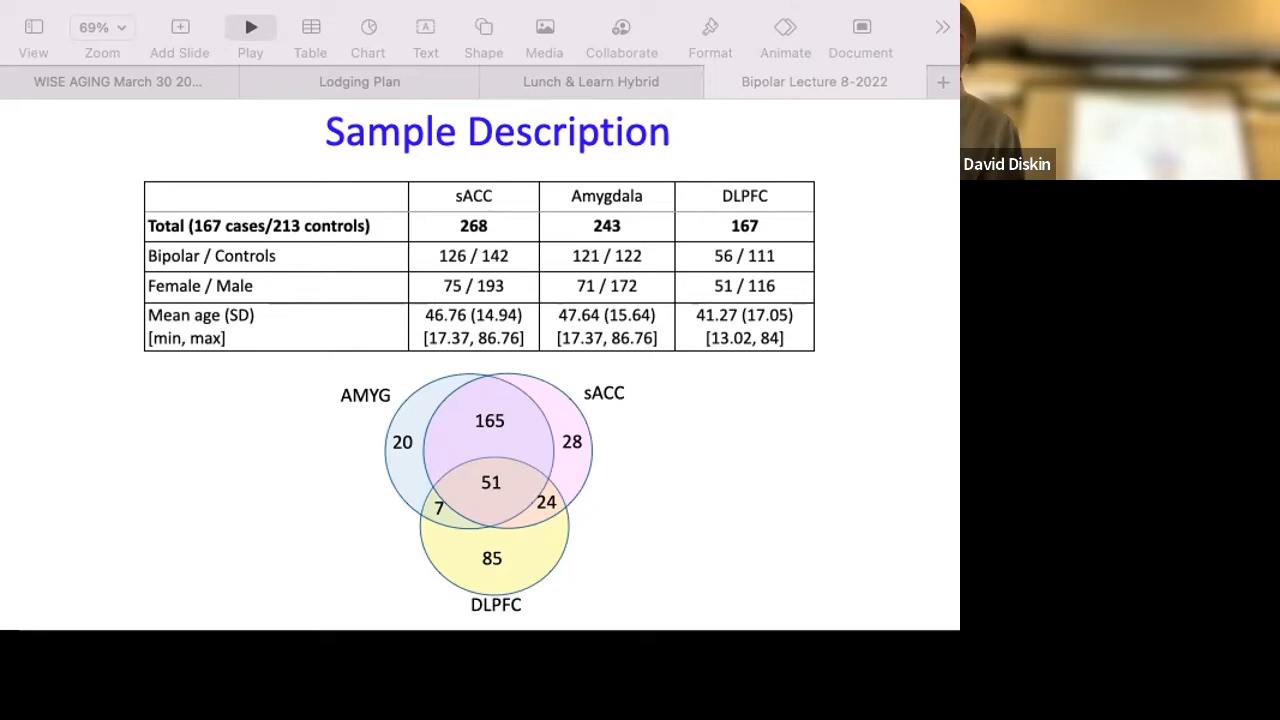 69%
View
Zoom
Add Slide
Play
Table
Chart
Text
Shape
Media
Collaborate
Format
Animate
Document
WISE AGING March 30 20...
Lodging Plan
Lunch & Learn Hybrid
Bipolar Lecture 8-2022
David Diskin
Sample Description
sACC Amygdala DLPFC
Total (167 cases/213 controls) 268 243 167
Bipolar / Controls 126 / 142 121 / 122 56 / 111
Female / Male 75 / 193 71 / 172 51 / 116
Mean age (SD) 46.76 (14.94) 47.64 (15.64) 41.27 (17.05)
[min, max] [17.37, 86.76] [17.37, 86.76] [13.02, 84]
AMYG
sACC
165
20
28
51
7
24
85
DLPFC